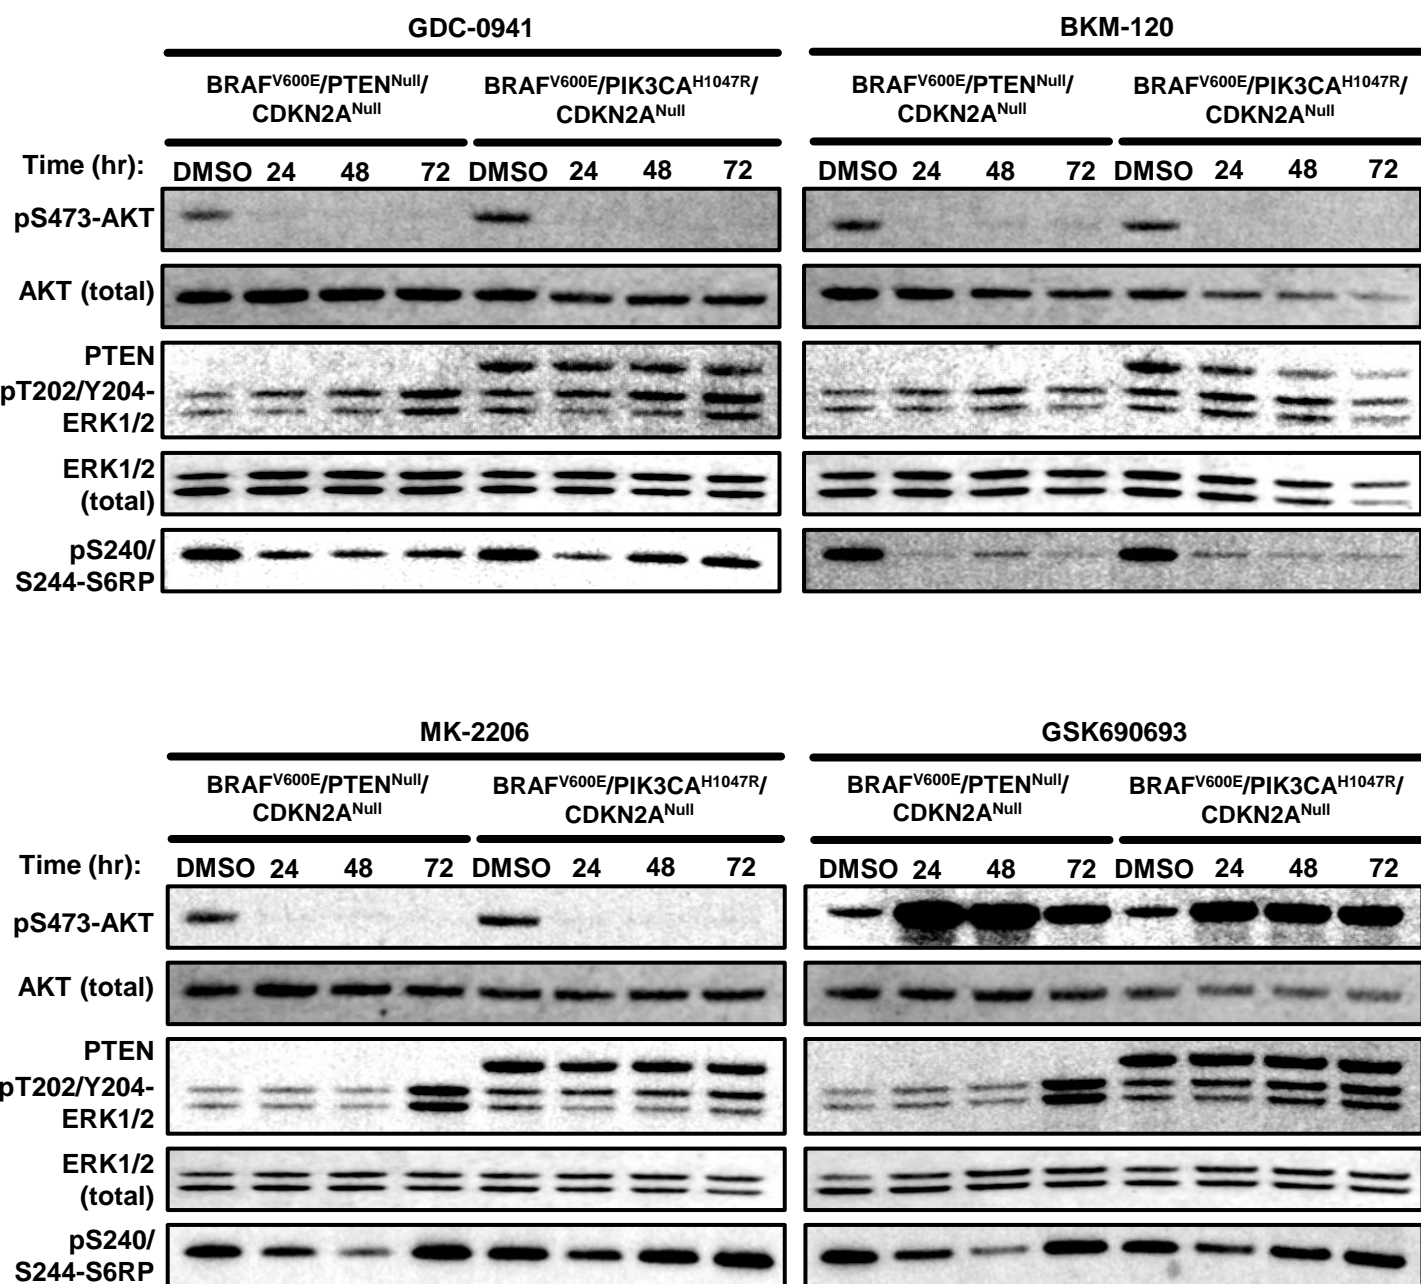 GDC-0941
BRAFV600E/PTENNull/
CDKN2ANull
BRAFV600E/PIK3CAH1047R/
CDKN2ANull
Time (hr): DMSO 24 48 72 DMSO 24 48 72
BKM-120
BRAFV600E/PTENNull/
CDKN2ANull
BRAFV600E/PIK3CAH1047R/
CDKN2ANull
DMSO 24 48 72 DMSO 24 48 72
pS473-AKT
AKT (total)
PTEN
pT202/Y204-
ERK1/2
ERK1/2
(total)
pS240/
S244-S6RP
MK-2206
BRAFV600E/PTENNull/
CDKN2ANull
BRAFV600E/PIK3CAH1047R/
CDKN2ANull
Time (hr): DMSO 24 48 72 DMSO 24 48 72
GSK690693
BRAFV600E/PTENNull/
CDKN2ANull
BRAFV600E/PIK3CAH1047R/
CDKN2ANull
DMSO 24 48 72 DMSO 24 48 72
pS473-AKT
AKT (total)
PTEN
pT202/Y204-
ERK1/2
ERK1/2
(total)
pS240/
S244-S6RP